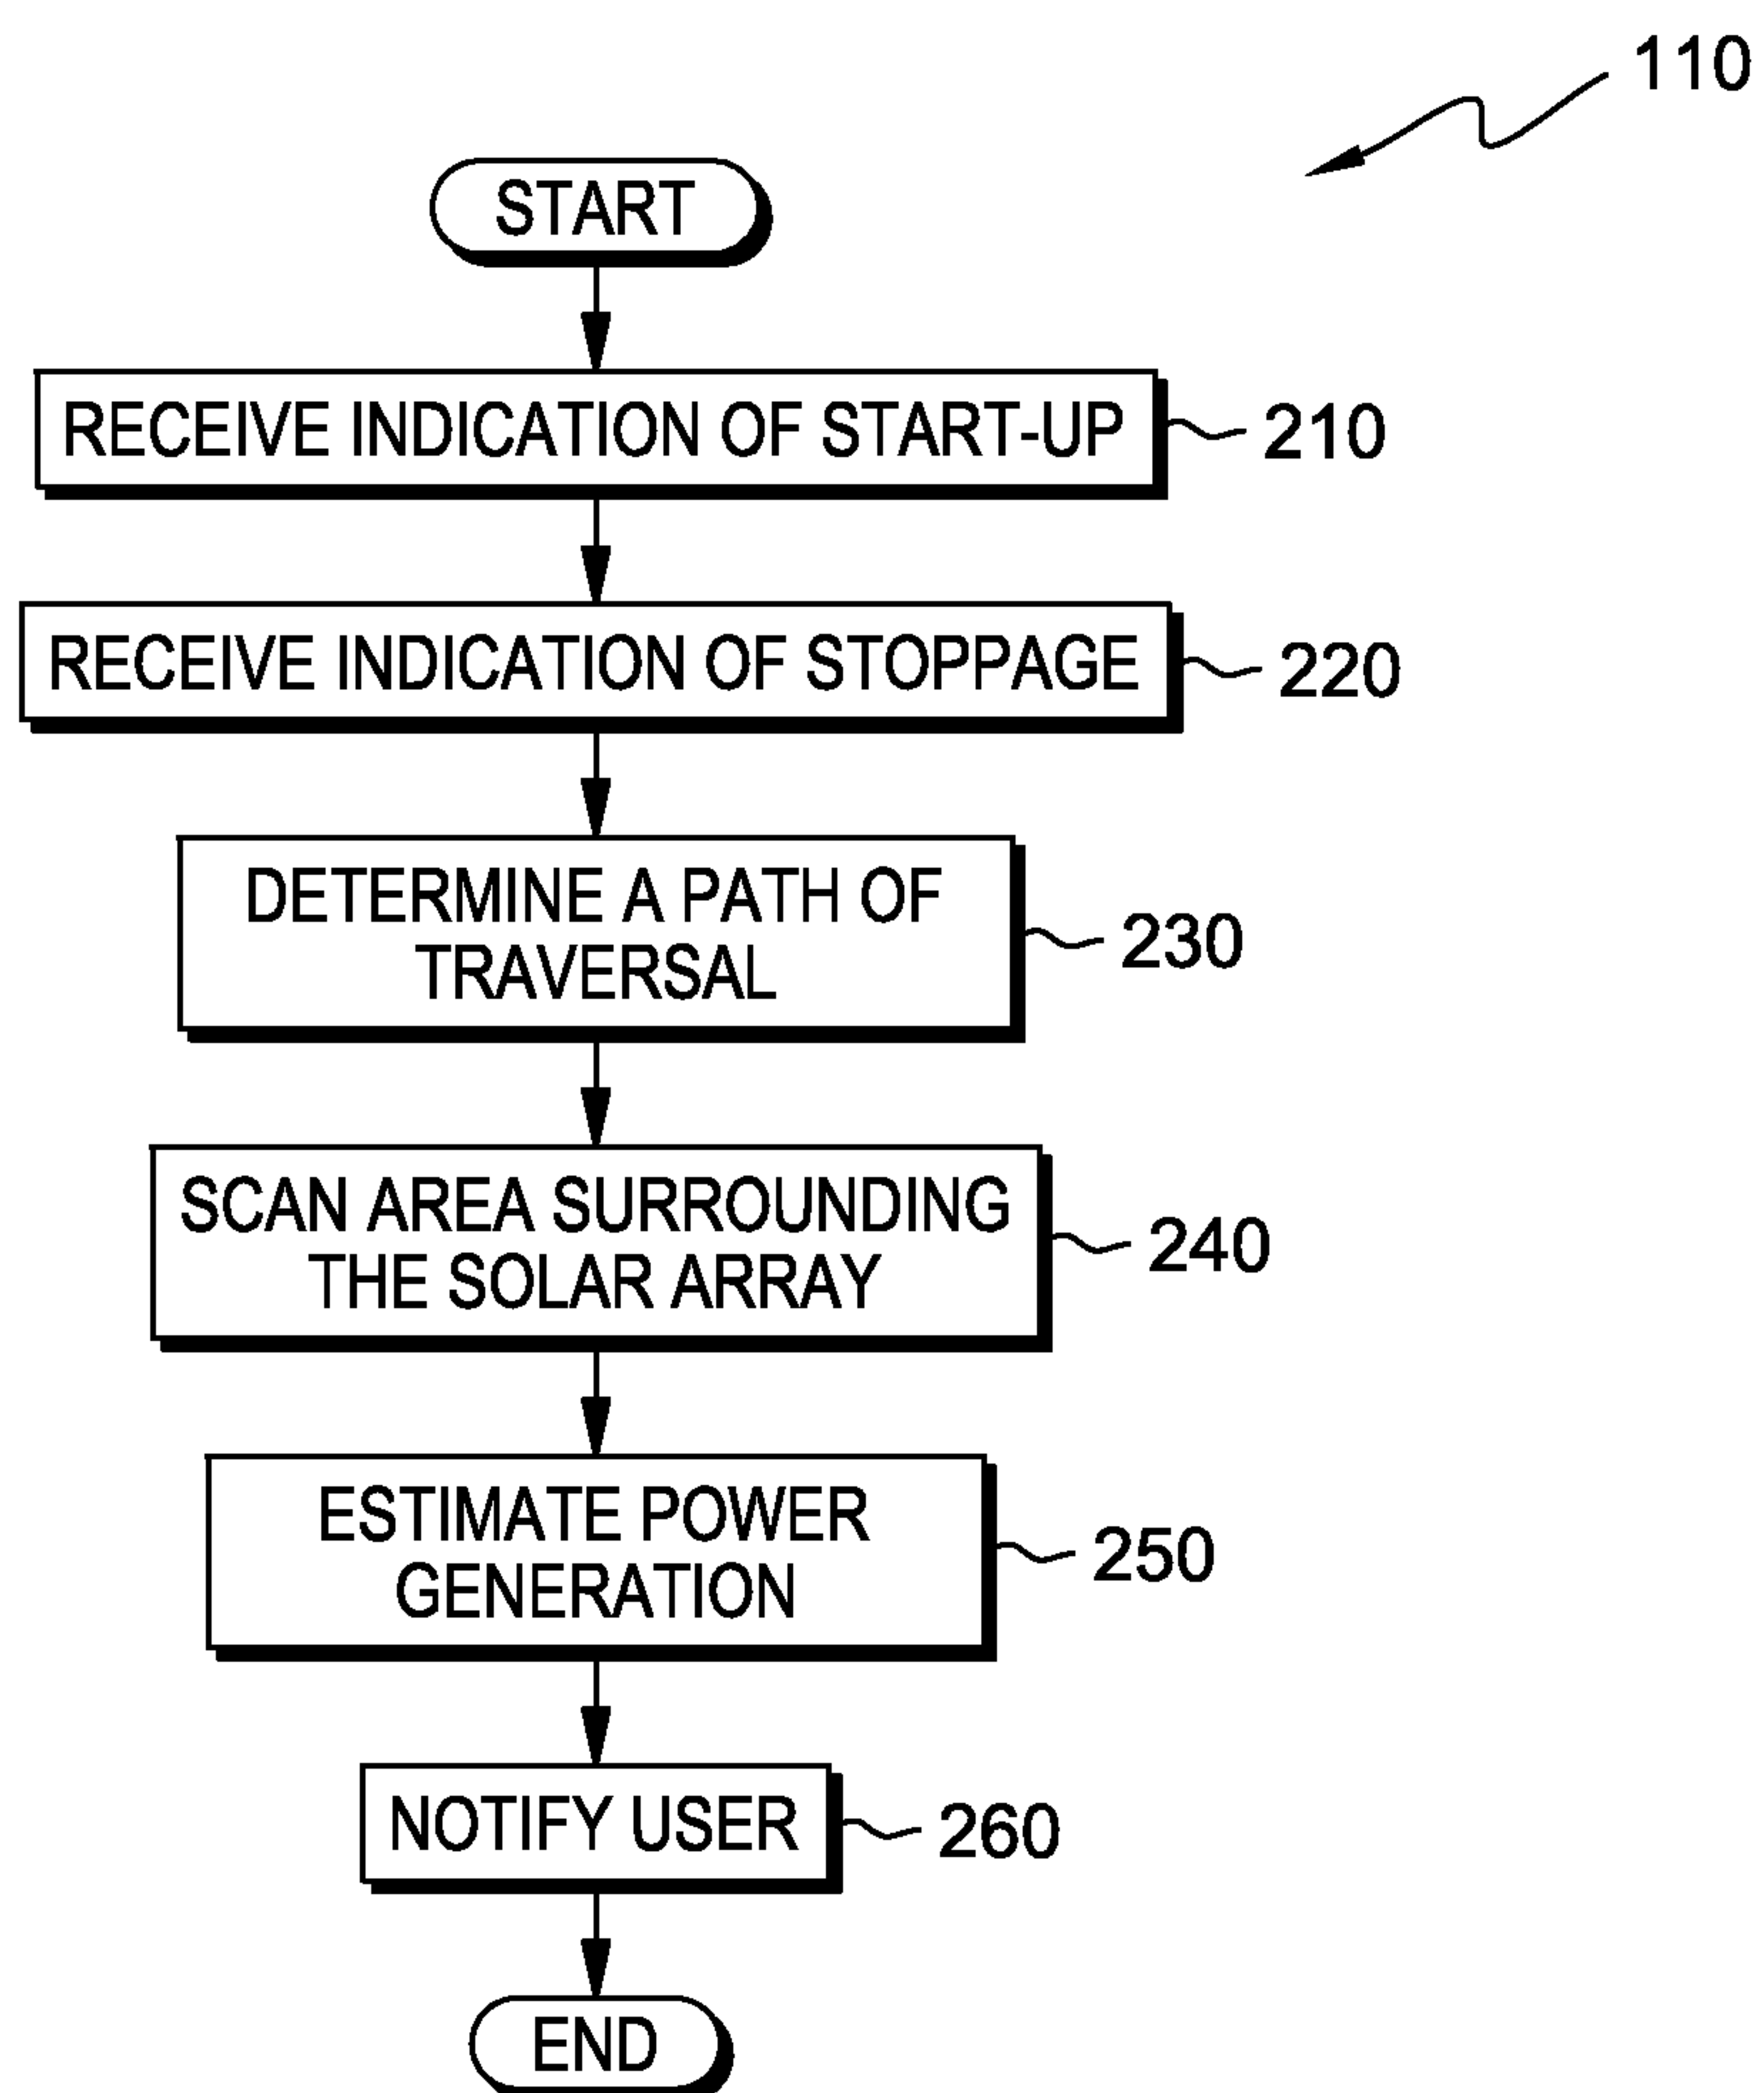 110
START
RECEIVE INDICATION OF START-UP
210
RECEIVE INDICATION OF STOPPAGE
220
DETERMINE A PATH OF
TRAVERSAL
230
SCAN AREA SURROUNDING
THE SOLAR ARRAY
240
ESTIMATE POWER
GENERATION
250
NOTIFY USER
260
END